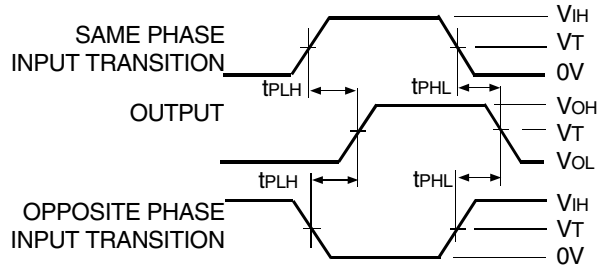 SAME PHASE
INPUT TRANSITION
VIH
VT
0V
tPLH
tPHL
OUTPUT
VOH
VT
VOL
tPLH
tPHL
OPPOSITE PHASE
INPUT TRANSITION
VIH
VT
0V